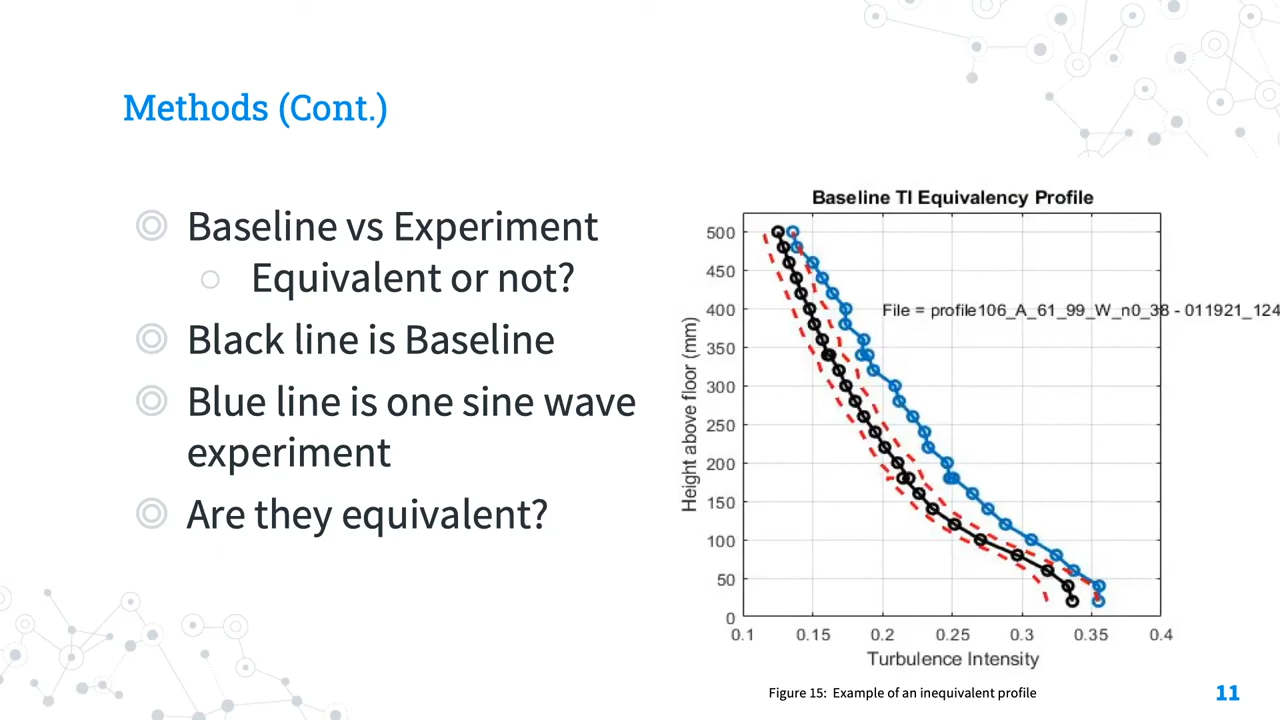 Methods (Cont.)
Baseline vs Experiment
Equivalent or not?
Black line is Baseline
Blue line is one sine wave
experiment
Are they equivalent?
Baseline TI Equivalency Profile
500
450
400
350
300
250
200
150
100
50
0
Height above floor (mm)
File = profile106_A_61_99_W_n0_38 - 011921_124
0.1 0.15 0.2 0.25 0.3 0.35 0.4
Turbulence Intensity
Figure 15: Example of an inequivalent profile
11